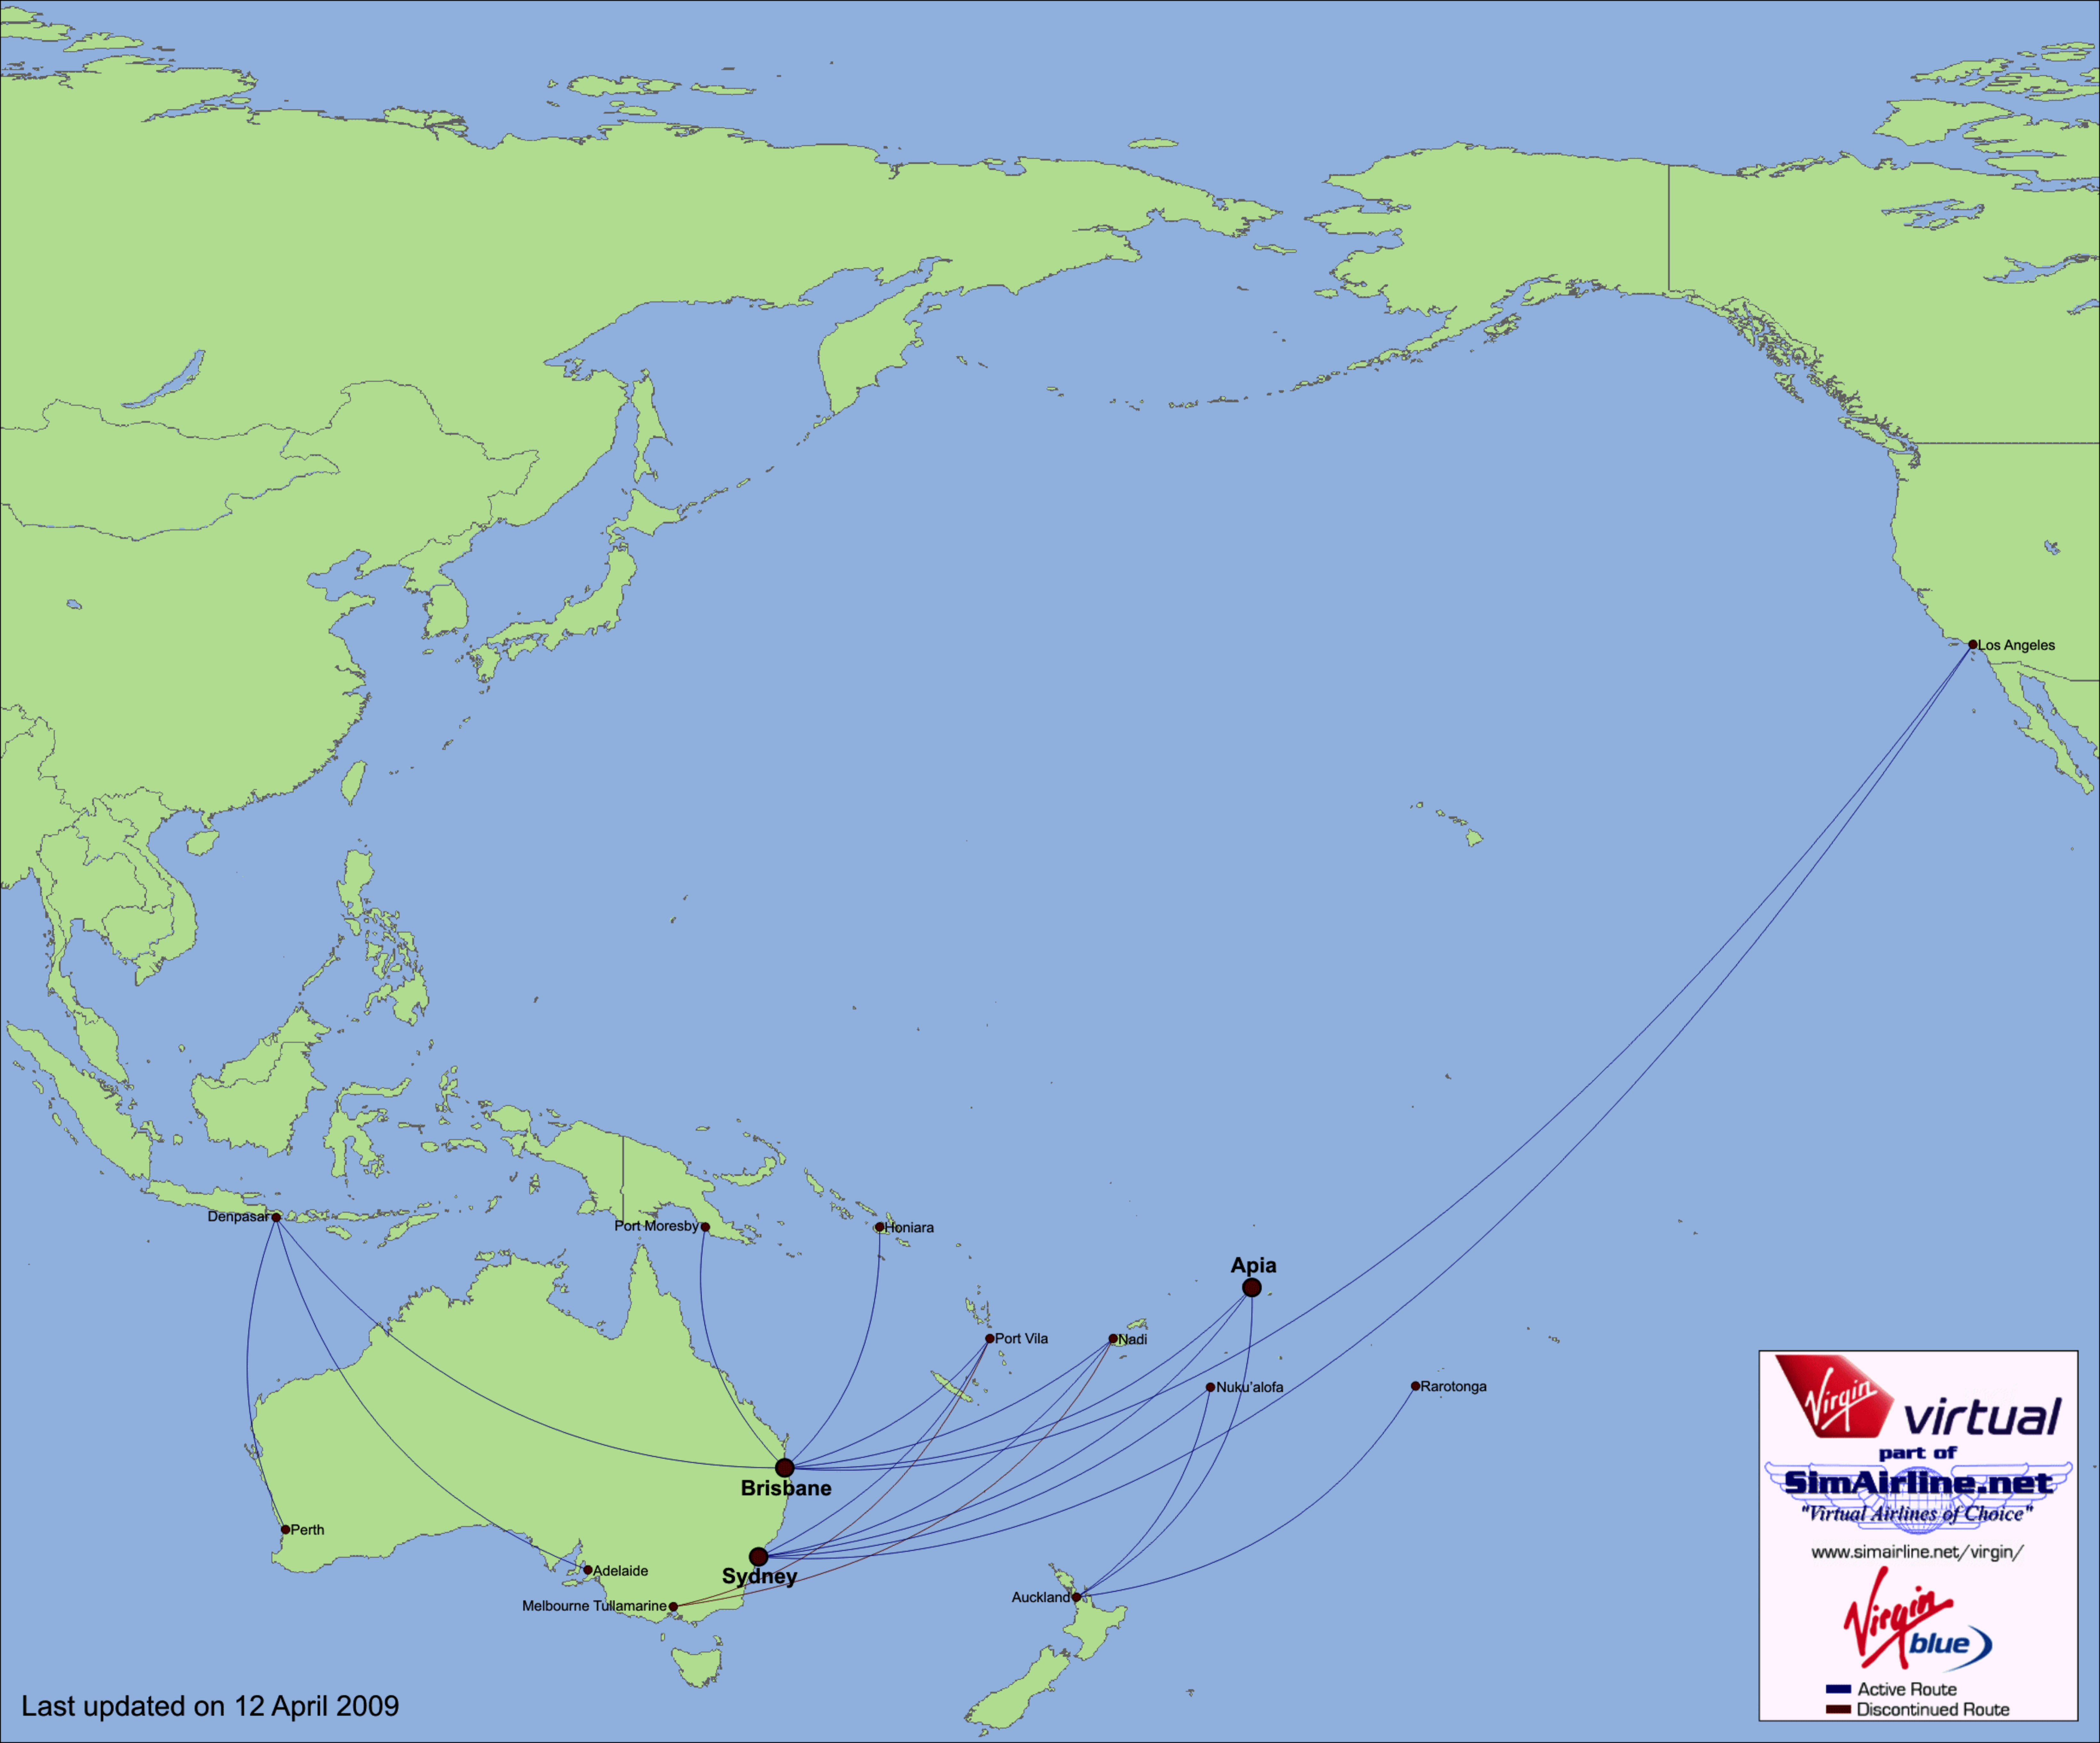 Los Angeles
Denpasar
Port Moresby
Honiara
Apia
Port Vila
Nadi
Nuku'alofa
Rarotonga
Brisbane
Perth
Adelaide
Sydney
Melbourne Tullamarine
Auckland
Last updated on 12 April 2009
Virgin virtual
part of
SimAirline.net
"Virtual Airlines of Choice"
www.simairline.net/virgin/
Virgin
blue
Active Route
Discontinued Route